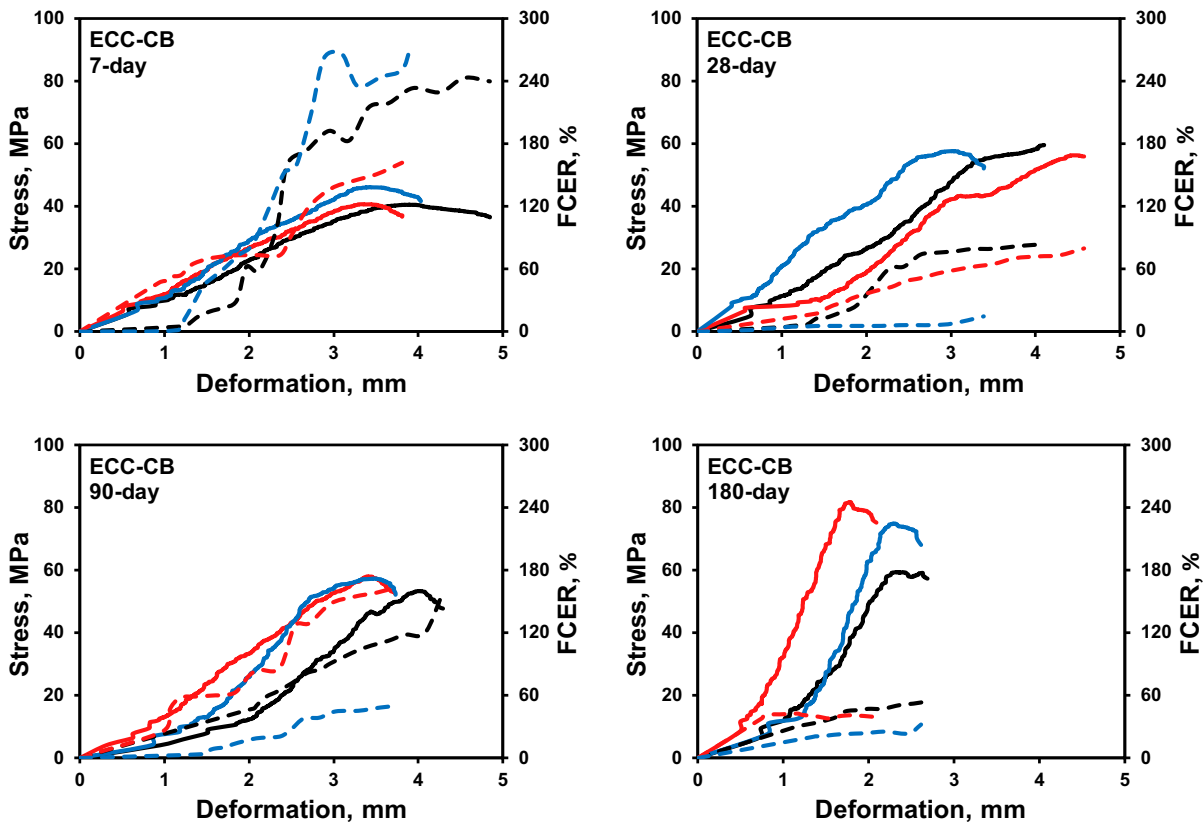 ECC-CB
7-day
Stress, MPa
100
80
60
40
20
0
300
240
180
120
60
0
FCER, %
0 1 2 3 4 5
Deformation, mm
ECC-CB
28-day
Stress, MPa
100
80
60
40
20
0
300
240
180
120
60
0
FCER, %
0 1 2 3 4 5
Deformation, mm
ECC-CB
90-day
Stress, MPa
100
80
60
40
20
0
300
240
180
120
60
0
FCER, %
0 1 2 3 4 5
Deformation, mm
ECC-CB
180-day
Stress, MPa
100
80
60
40
20
0
300
240
180
120
60
0
FCER, %
0 1 2 3 4 5
Deformation, mm